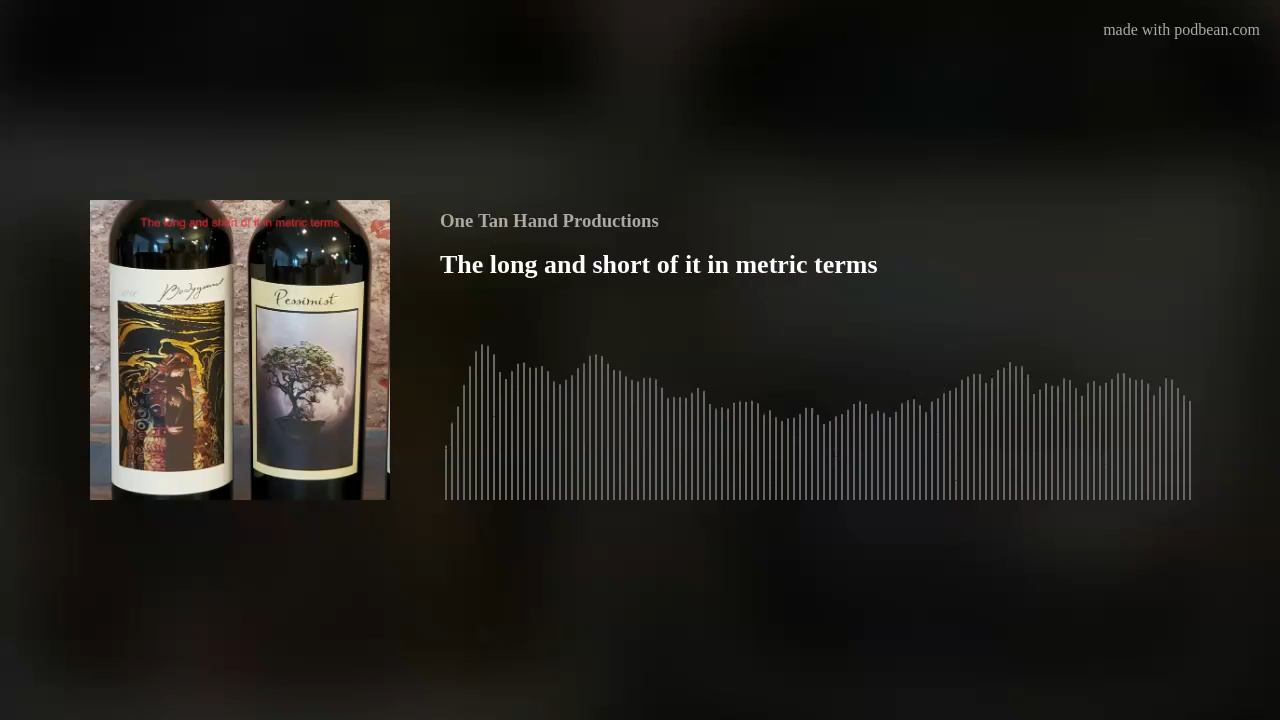 made with podbean.com
The long and short of it in metric terms
Bodyguard
Pessimist
One Tan Hand Productions
The long and short of it in metric terms